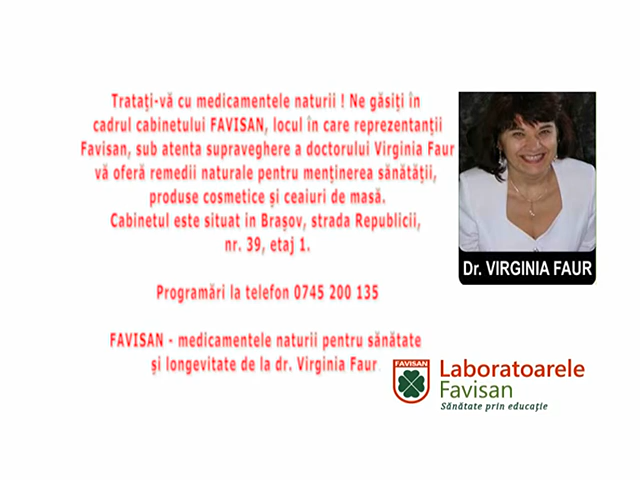 Tratați-vă cu medicamentele naturii ! Ne găsiți în
cadrul cabinetului FAVISAN, locul în care reprezentanții
Favisan, sub atenta supraveghere a doctorului Virginia Faur
vă oferă remedii naturale pentru menținerea sănătății,
produse cosmetice și ceaiuri de masă.
Cabinetul este situat in Brașov, strada Republicii,
nr. 39, etaj 1.
Programări la telefon 0745 200 135
FAVISAN - medicamentele naturii pentru sănătate
și longevitate de la dr. Virginia Faur
Dr. VIRGINIA FAUR
FAVISAN
Laboratoarele
Favisan
Sănătate prin educație